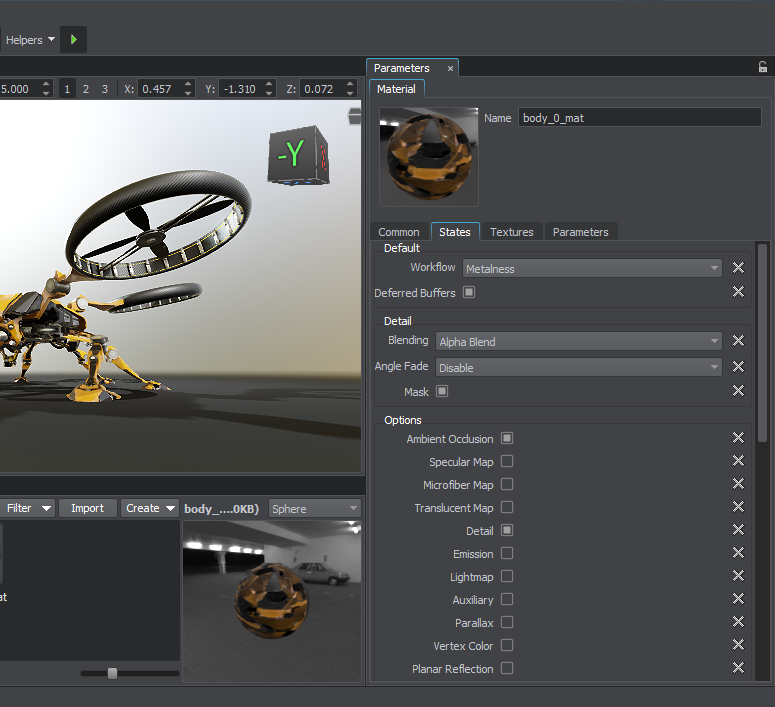 Helpers
Parameters ×
5.000 1 2 3 X: 0.457 Y: -1.310 Z: 0.072
Material
Name body_0_mat
-Y
Common States Textures Parameters
Default
Workflow Metalness
Deferred Buffers
Detail
Blending Alpha Blend
Angle Fade Disable
Mask
Options
Ambient Occlusion
Specular Map
Microfiber Map
Translucent Map
Detail
Emission
Lightmap
Auxiliary
Parallax
Vertex Color
Planar Reflection
Filter Import Create body_....0KB) Sphere
at